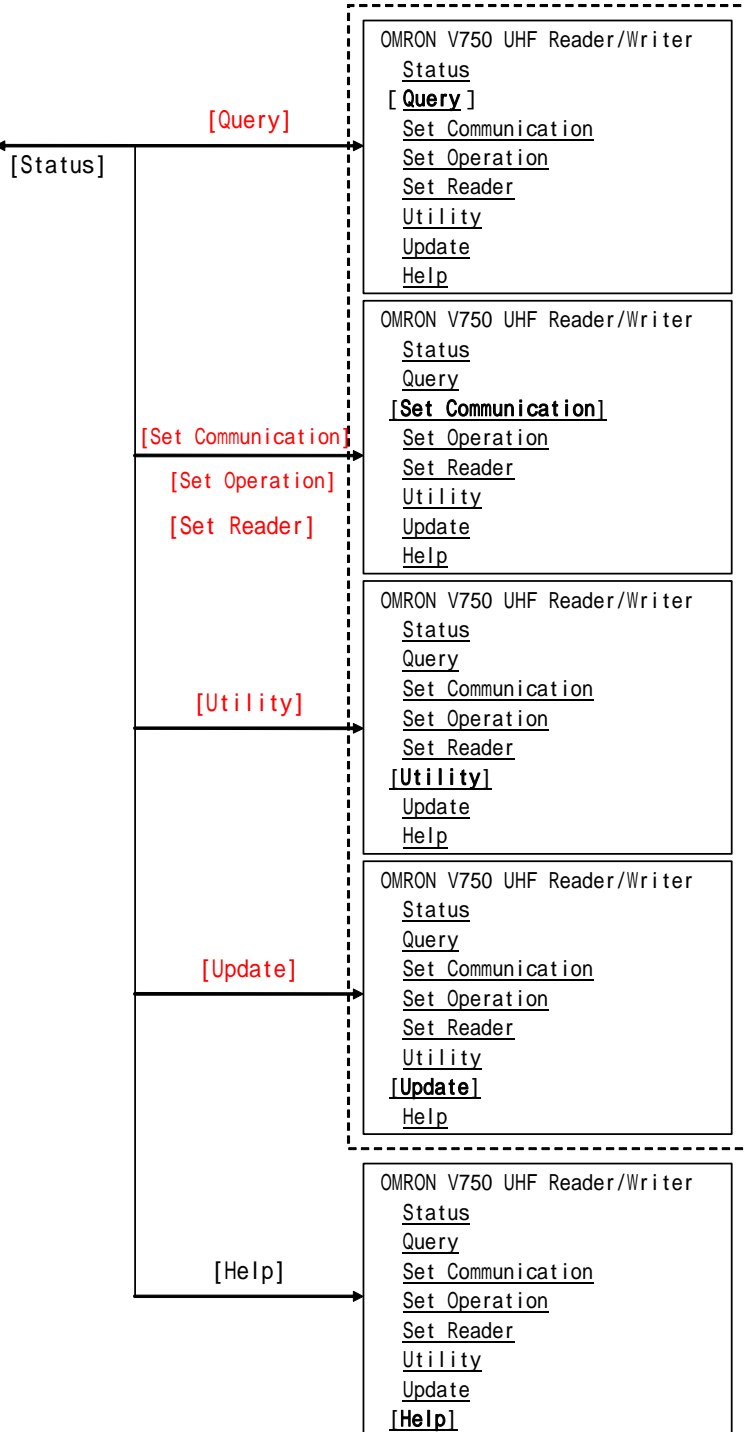 OMRON V750 UHF Reader/Writer
Status
[ Query ]
Set Communication
Set Operation
Set Reader
Utility
Update
Help
[Query]
[Status]
OMRON V750 UHF Reader/Writer
Status
Query
[Set Communication]
Set Operation
Set Reader
Utility
Update
Help
[Set Communication]
[Set Operation]
[Set Reader]
OMRON V750 UHF Reader/Writer
Status
Query
Set Communication
Set Operation
Set Reader
[Utility]
Update
Help
[Utility]
OMRON V750 UHF Reader/Writer
Status
Query
Set Communication
Set Operation
Set Reader
Utility
[Update]
Help
[Update]
OMRON V750 UHF Reader/Writer
Status
Query
Set Communication
Set Operation
Set Reader
Utility
Update
[Help]
[Help]